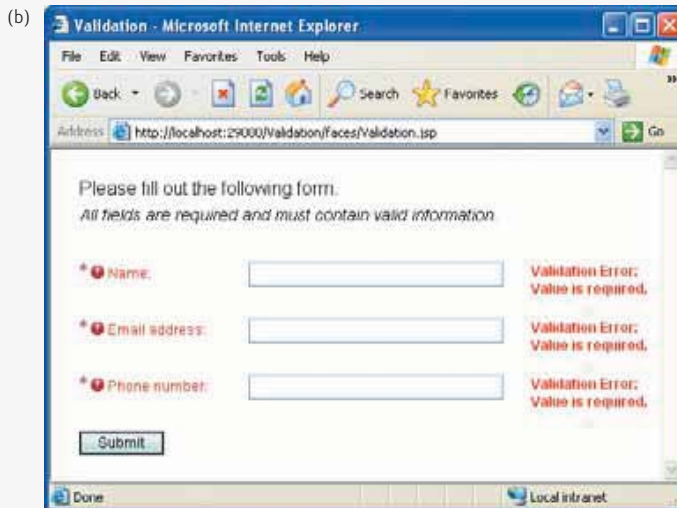 (b)
Validation - Microsoft Internet Explorer
File Edit View Favorites Tools Help
Back Search Favorites »
Address http://localhost:29000/Validation/faces/Validation.jsp Go
Please fill out the following form.
All fields are required and must contain valid information
* Name: Validation Error:
Value is required.
* Email address: Validation Error:
Value is required.
* Phone number: Validation Error:
Value is required.
Submit
Done Local intranet